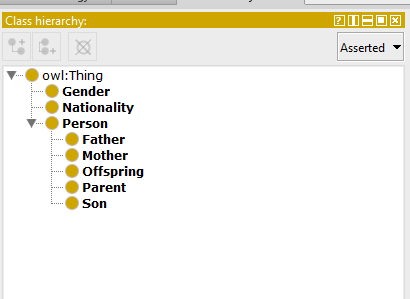 Class hierarchy:
Asserted
owl:Thing
Gender
Nationality
Person
Father
Mother
Offspring
Parent
Son